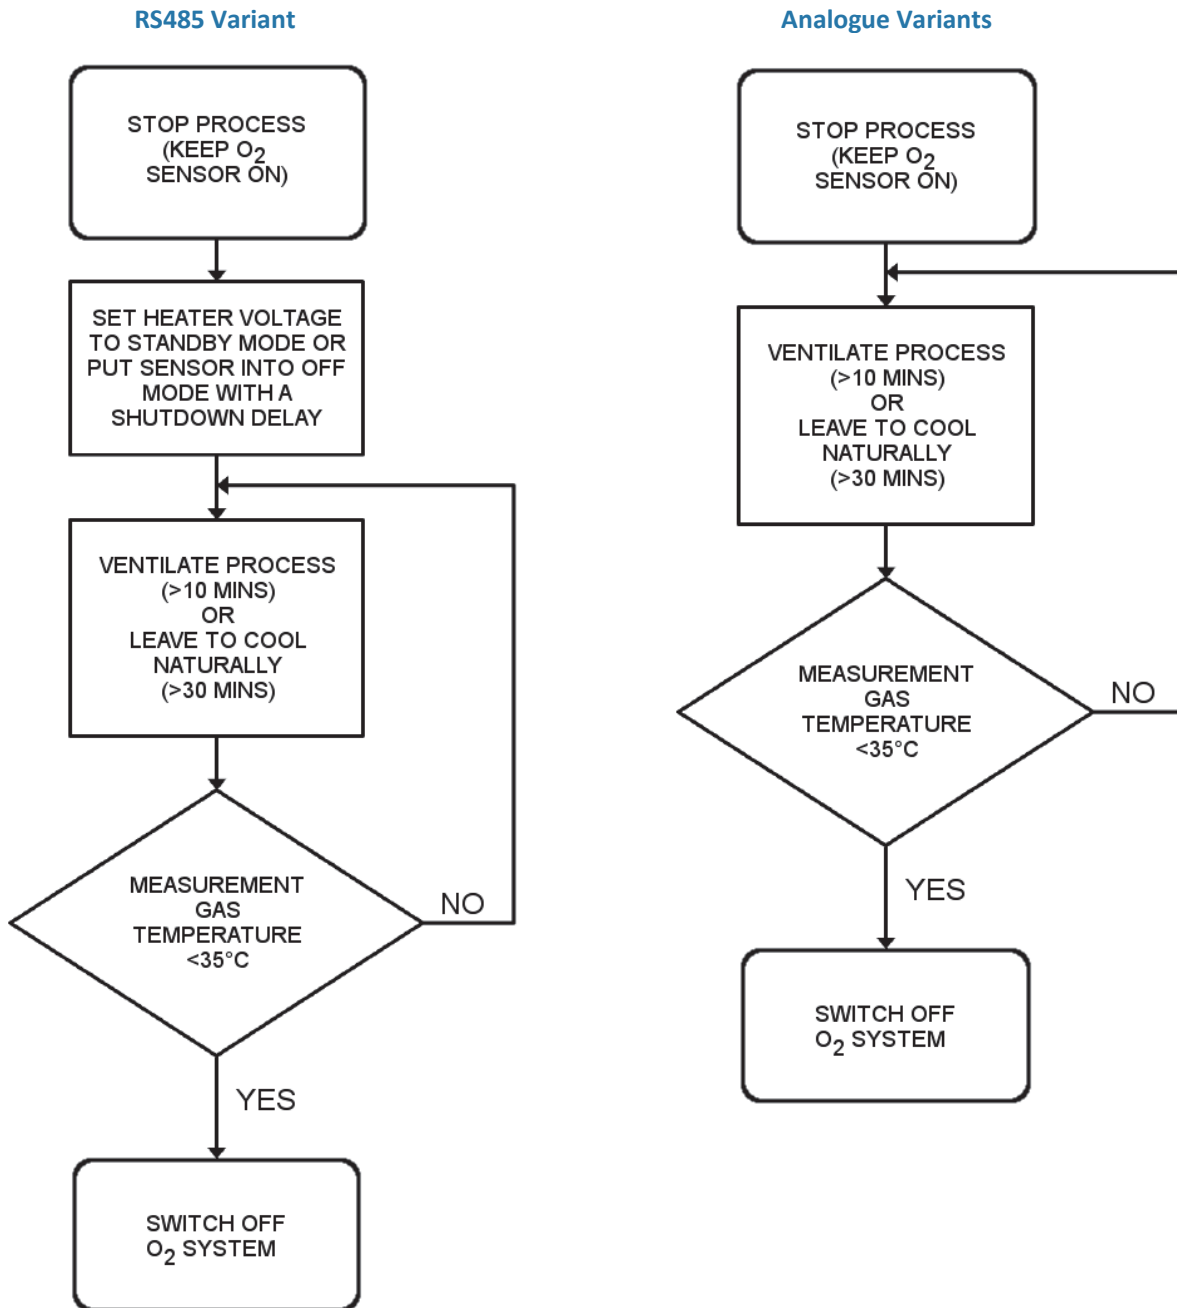 RS485 Variant
STOP PROCESS
(KEEP O2
SENSOR ON)
SET HEATER VOLTAGE
TO STANDBY MODE OR
PUT SENSOR INTO OFF
MODE WITH A
SHUTDOWN DELAY
VENTILATE PROCESS
(>10 MINS)
OR
LEAVE TO COOL
NATURALLY
(>30 MINS)
MEASUREMENT
GAS
TEMPERATURE
<35°C
NO
YES
SWITCH OFF
O2 SYSTEM
Analogue Variants
STOP PROCESS
(KEEP O2
SENSOR ON)
VENTILATE PROCESS
(>10 MINS)
OR
LEAVE TO COOL
NATURALLY
(>30 MINS)
MEASUREMENT
GAS
TEMPERATURE
<35°C
NO
YES
SWITCH OFF
O2 SYSTEM